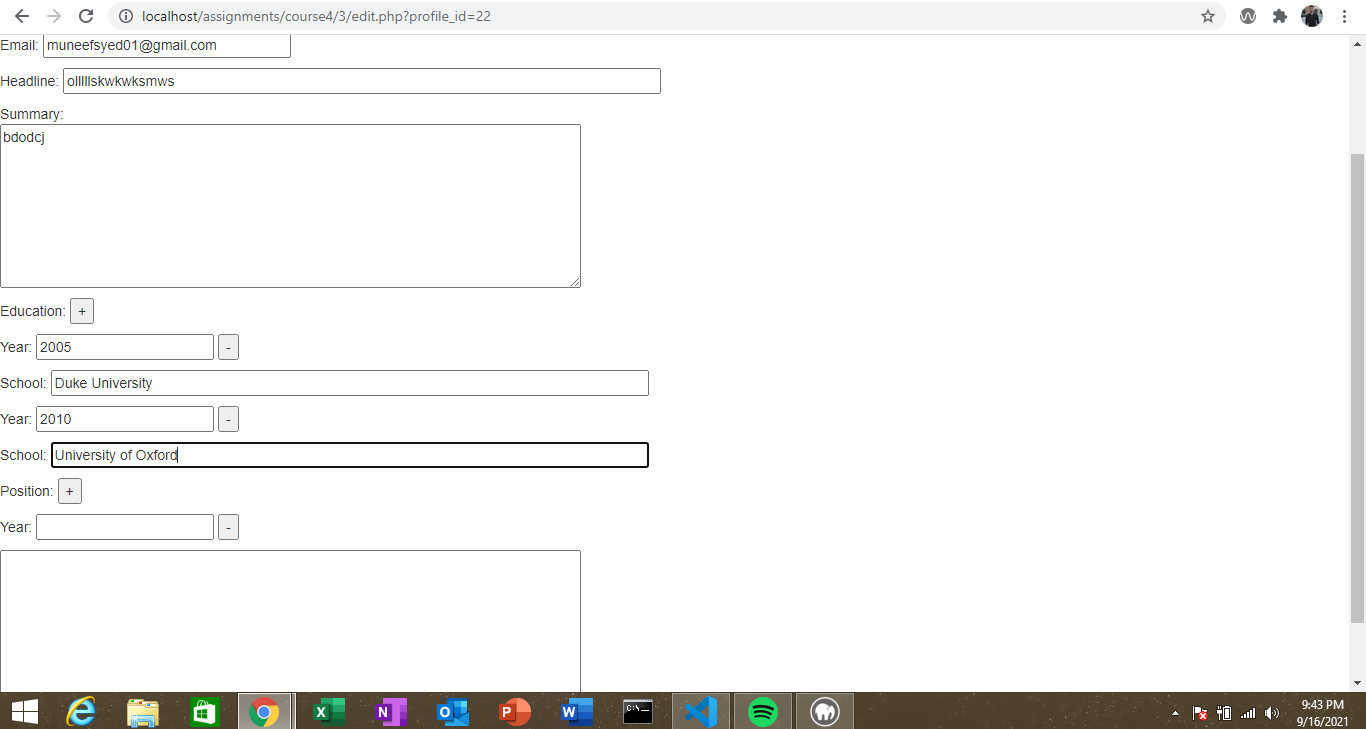 localhost/assignments/course4/3/edit.php?profile_id=22
Email: muneefsyed01@gmail.com
Headline: olllllskwkwksmws
Summary:
bdodcj
Education: +
Year: 2005 -
School: Duke University
Year: 2010 -
School: University of Oxford
Position: +
Year: -
9:43 PM
9/16/2021